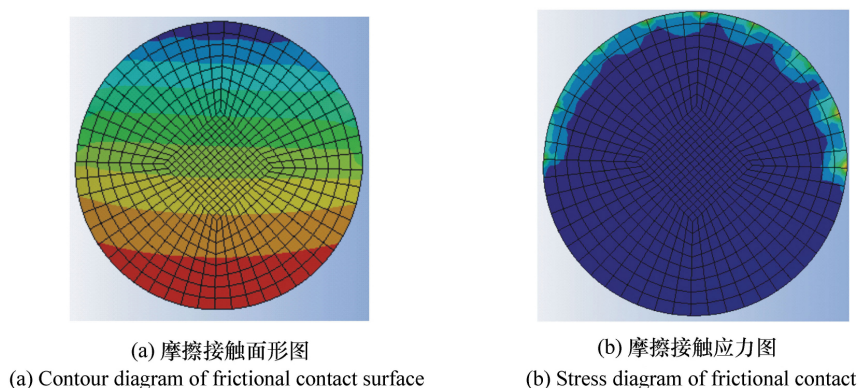 (a) 摩擦接触面形图
(a) Contour diagram of frictional contact surface
(b) 摩擦接触应力图
(b) Stress diagram of frictional contact